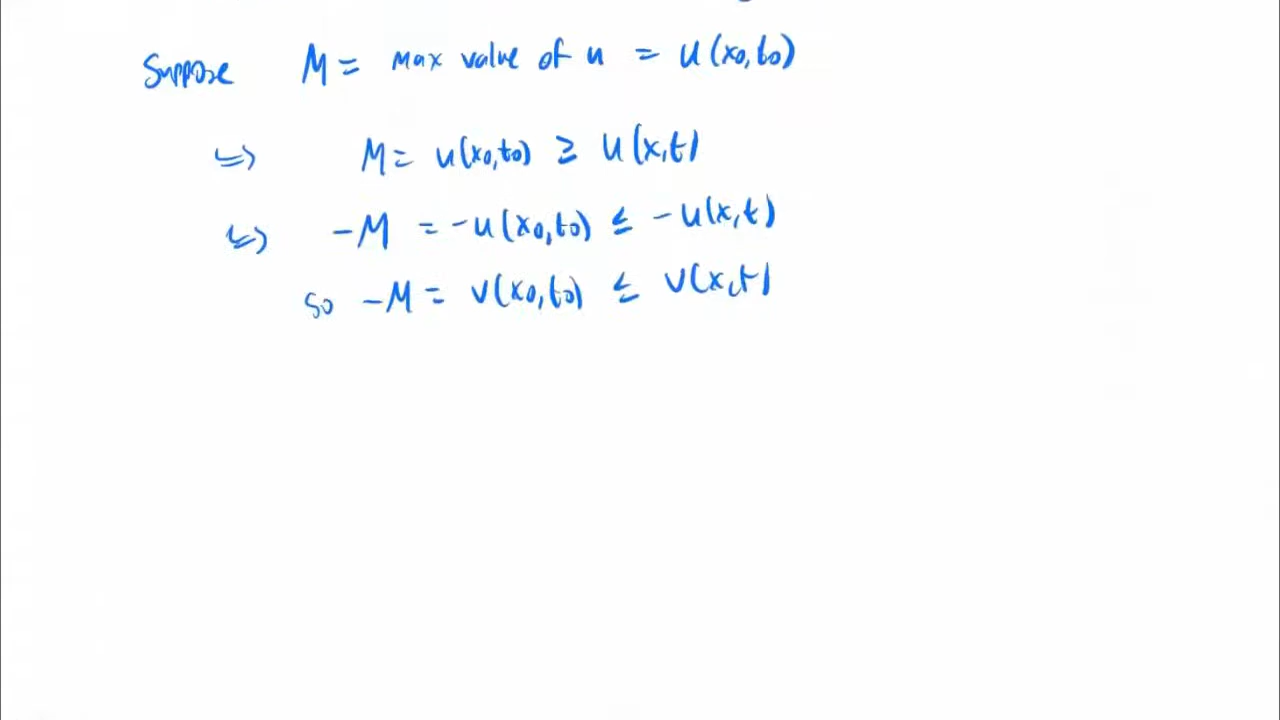 Suppose M = max value of u = u(x0,t0)
⇔ M = u(x0,t0) ≥ u(x,t)
⇔ -M = -u(x0,t0) ≤ -u(x,t)
so -M = v(x0,t0) ≤ v(x,t)